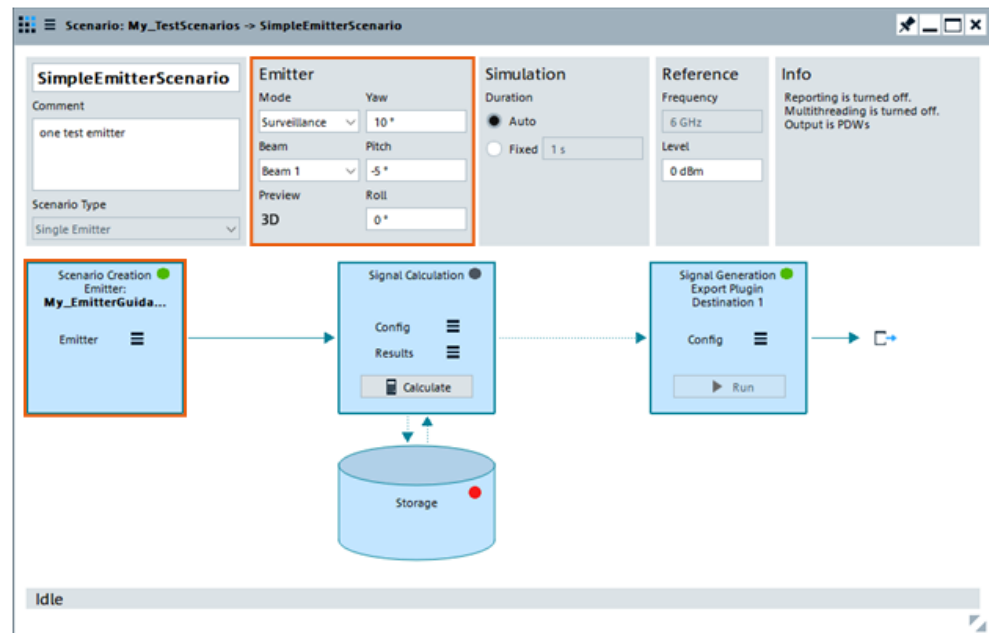 Scenario: My_TestScenarios -> SimpleEmitterScenario
SimpleEmitterScenario
Comment
one test emitter
Scenario Type
Single Emitter
Emitter
Mode
Yaw
Surveillance
10 °
Beam
Pitch
Beam 1
-5 °
Preview
Roll
3D
0 °
Simulation
Duration
Auto
Fixed
1 s
Reference
Frequency
6 GHz
Level
0 dBm
Info
Reporting is turned off.
Multithreading is turned off.
Output is PDWs
Scenario Creation
Emitter:
My_EmitterGuida...
Emitter
Signal Calculation
Config
Results
Calculate
Signal Generation
Export Plugin
Destination 1
Config
Run
Storage
Idle